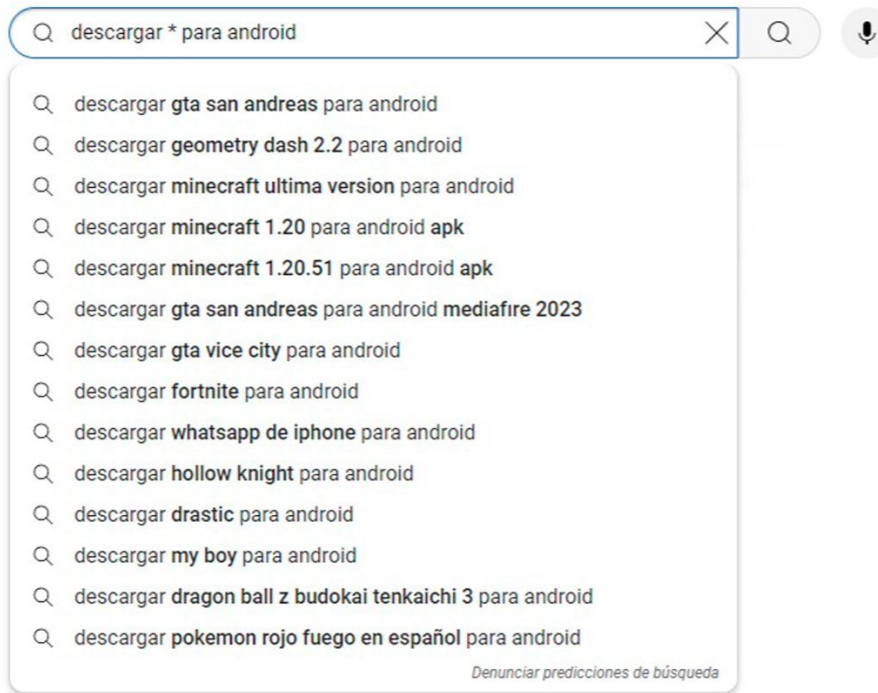 descargar * para android
descargar gta san andreas para android
descargar geometry dash 2.2 para android
descargar minecraft ultima version para android
descargar minecraft 1.20 para android apk
descargar minecraft 1.20.51 para android apk
descargar gta san andreas para android mediafıre 2023
descargar gta vice city para android
descargar fortnite para android
descargar whatsapp de iphone para android
descargar hollow knight para android
descargar drastic para android
descargar my boy para android
descargar dragon ball z budokai tenkaichi 3 para android
descargar pokemon rojo fuego en español para android
Denunciar predicciones de búsqueda